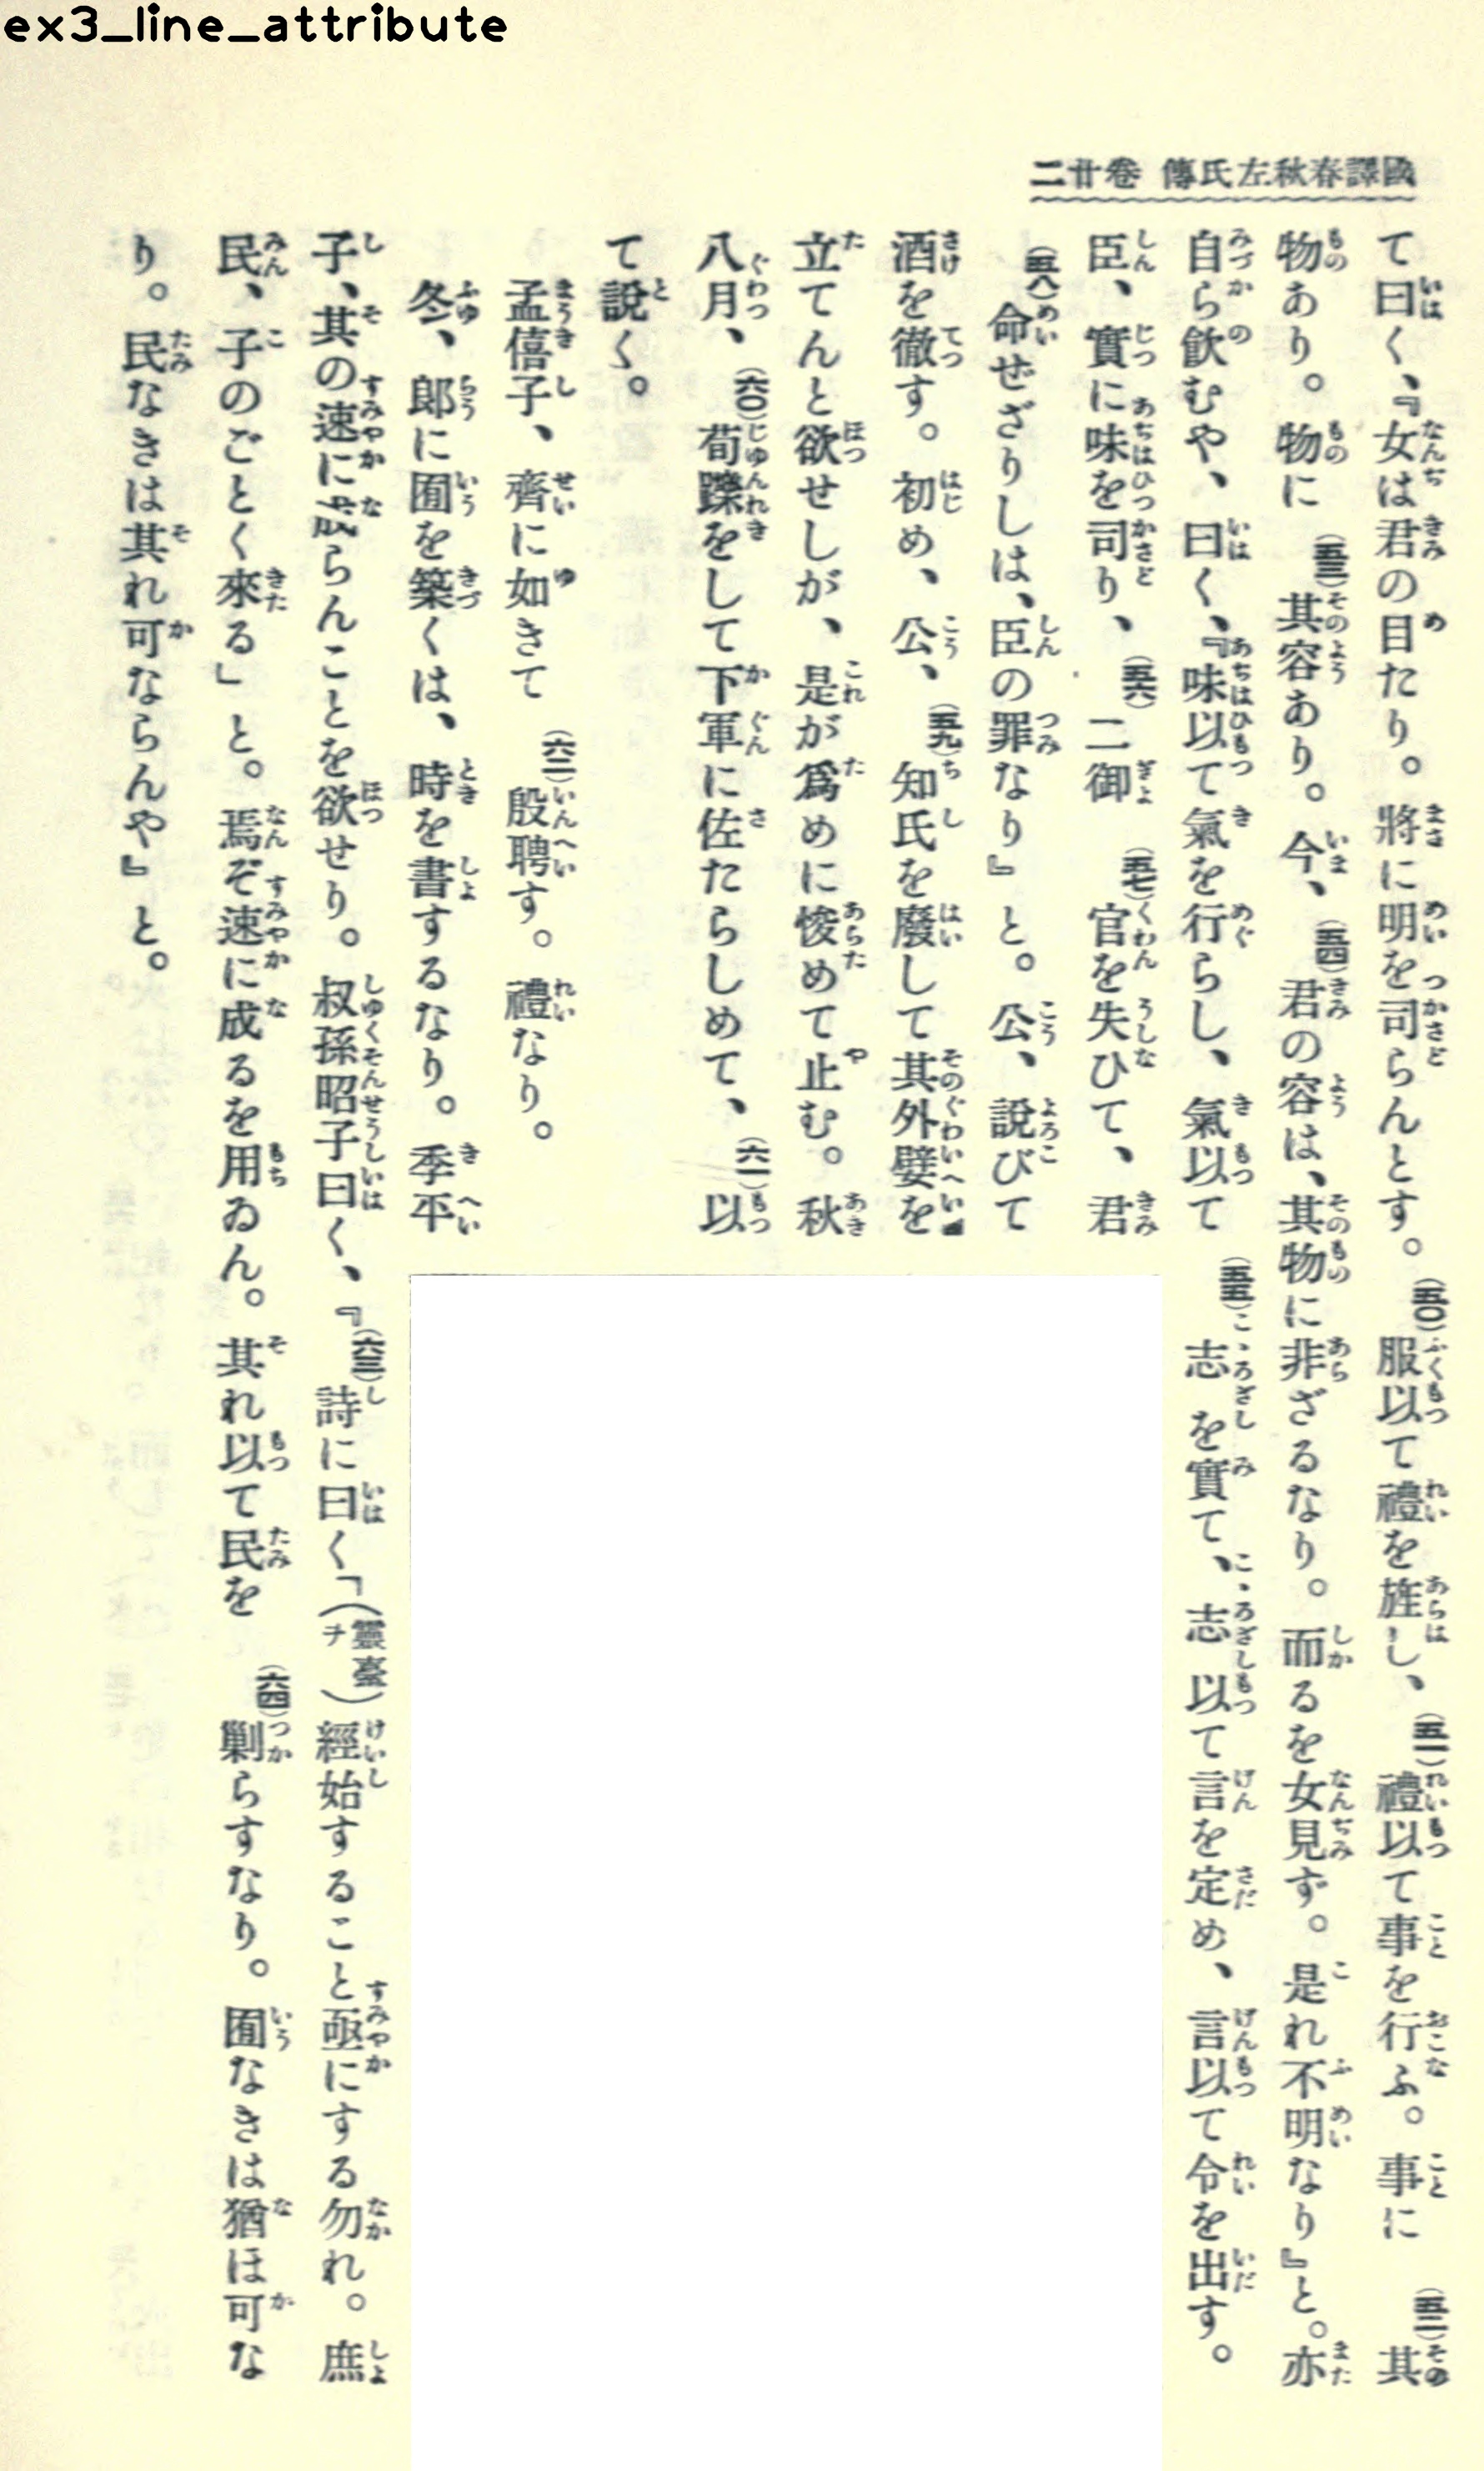 ex3_line_attribute
國譯春秋左氏傳 卷廿二
て曰く、『女は君の目たり。將に明を司らんとす。(五〇)服以て禮を旌し、(五一)禮以て事を行ふ。事に(五二)其
物あり。物に(五三)其容あり。今、(五四)君の容は、其物に非ざるなり。而るを女見ず。是れ不明なり』と。亦
自ら飮むや、曰く、『味以て氣を行らし、氣以て(五五)志を實て、志以て言を定め、言以て令を出す。
臣、實に味を司り、(五六)二御(五七)官を失ひて、君
(五八)命ぜざりしは、臣の罪なり』と。公、說びて
酒を徹す。初め、公、(五九)知氏を廢して其外嬖を
立てんと欲せしが、是が爲めに悛めて止む。秋
八月、(六〇)荀躒をして下軍に佐たらしめて、(六一)以
て說く。
孟僖子、齊に如きて(六二)殷聘す。禮なり。
冬、郎に囿を築くは、時を書するなり。季平
子、其の速に成らんことを欲せり。叔孫昭子曰く、『(六三)詩に曰く「(靈臺チ)經始すること亟にする勿れ。庶
民、子のごとく來る」と。焉ぞ速に成るを用ゐん。其れ以て民を(六四)剿らすなり。囿なきは猶ほ可な
り。民なきは其れ可ならんや』と。